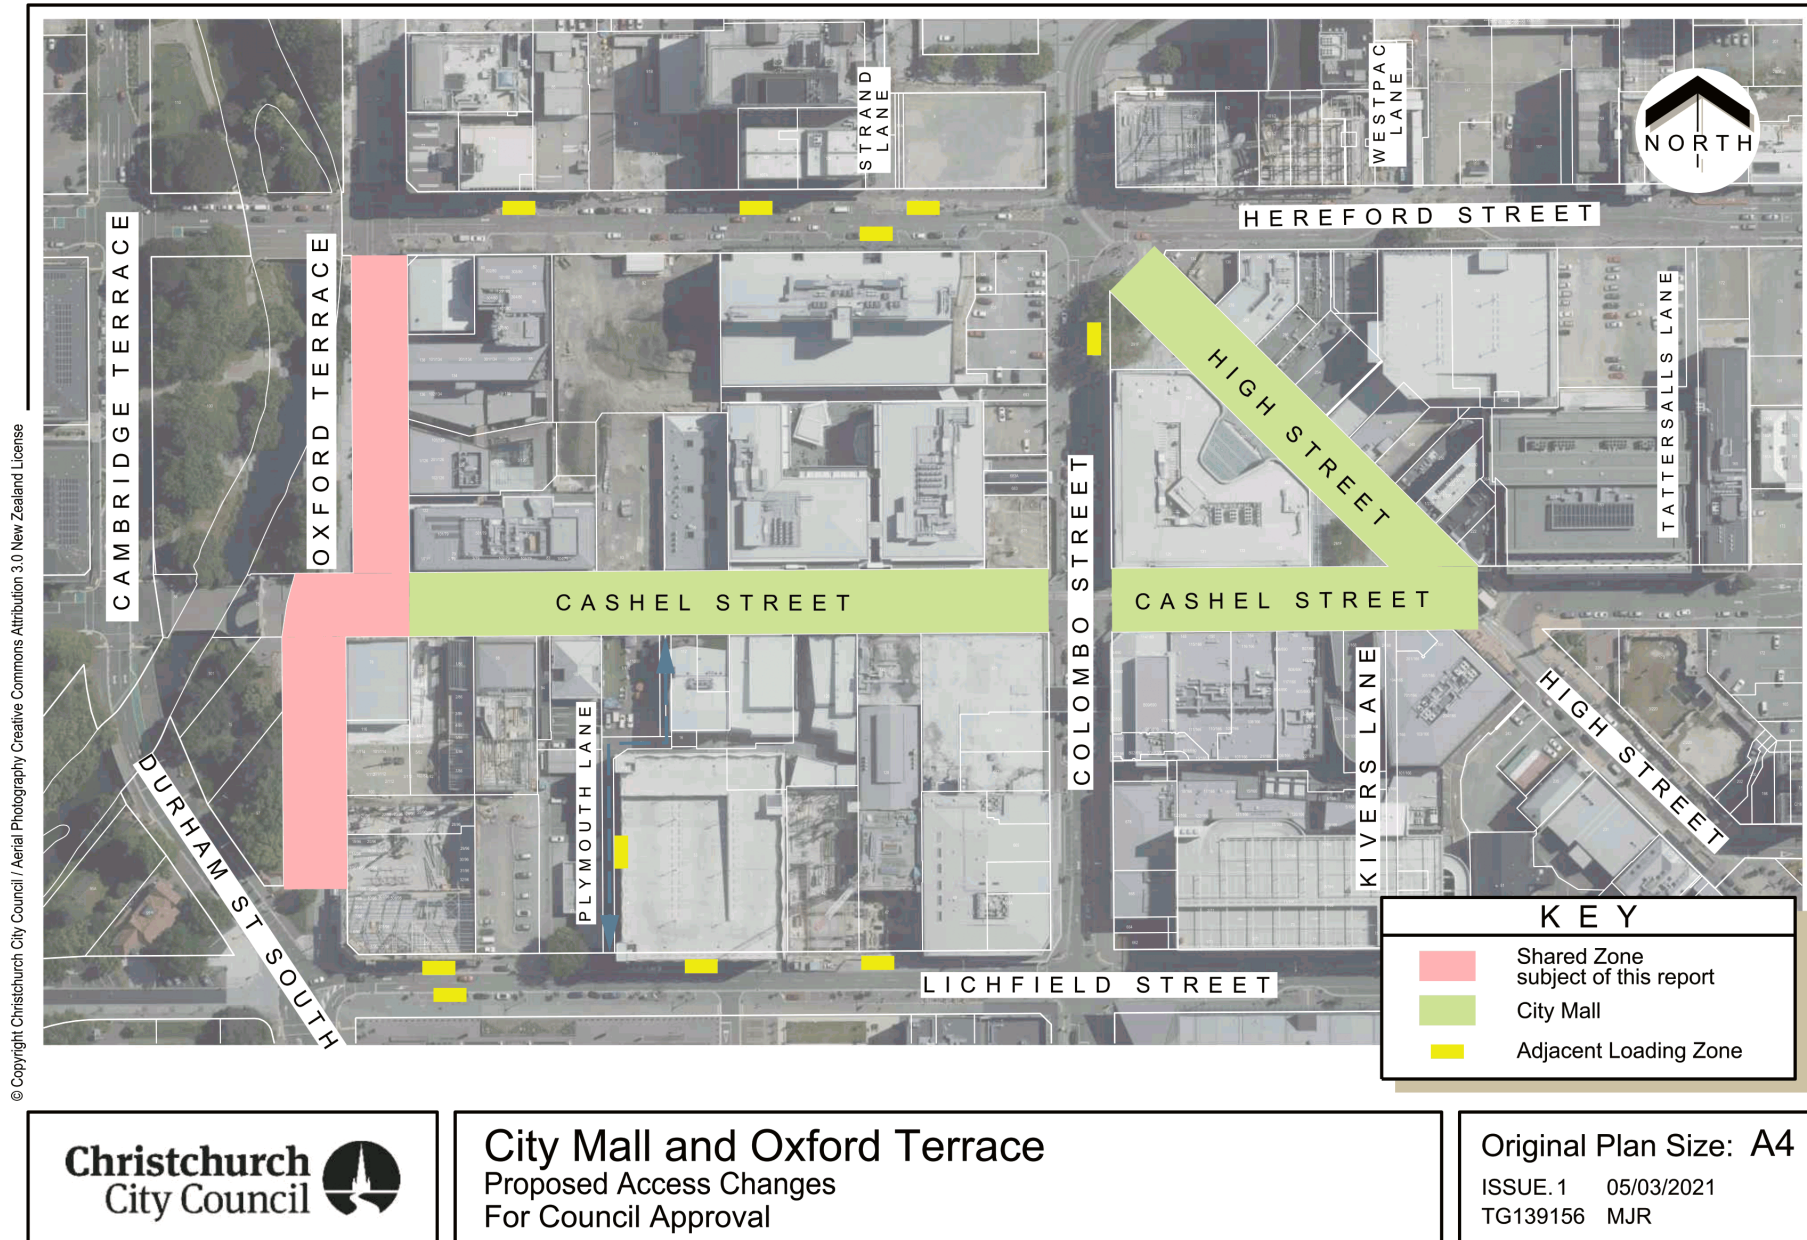 STRAND
LANE
WESTPAC
LANE
NORTH
HEREFORD STREET
CAMBRIDGE TERRACE
OXFORD TERRACE
HIGH STREET
TATTERSALLS LANE
COLOMBO STREET
CASHEL STREET
CASHEL STREET
PLYMOUTH LANE
KIVERS LANE
HIGH STREET
DURHAM ST SOUTH
LICHFIELD STREET
KEY
Shared Zone
subject of this report
City Mall
Adjacent Loading Zone
© Copyright Christchurch City Council / Aerial Photography Creative Commons Attribution 3.0 New Zealand License
Christchurch
City Council
City Mall and Oxford Terrace
Proposed Access Changes
For Council Approval
Original Plan Size: A4
ISSUE.1 05/03/2021
TG139156 MJR